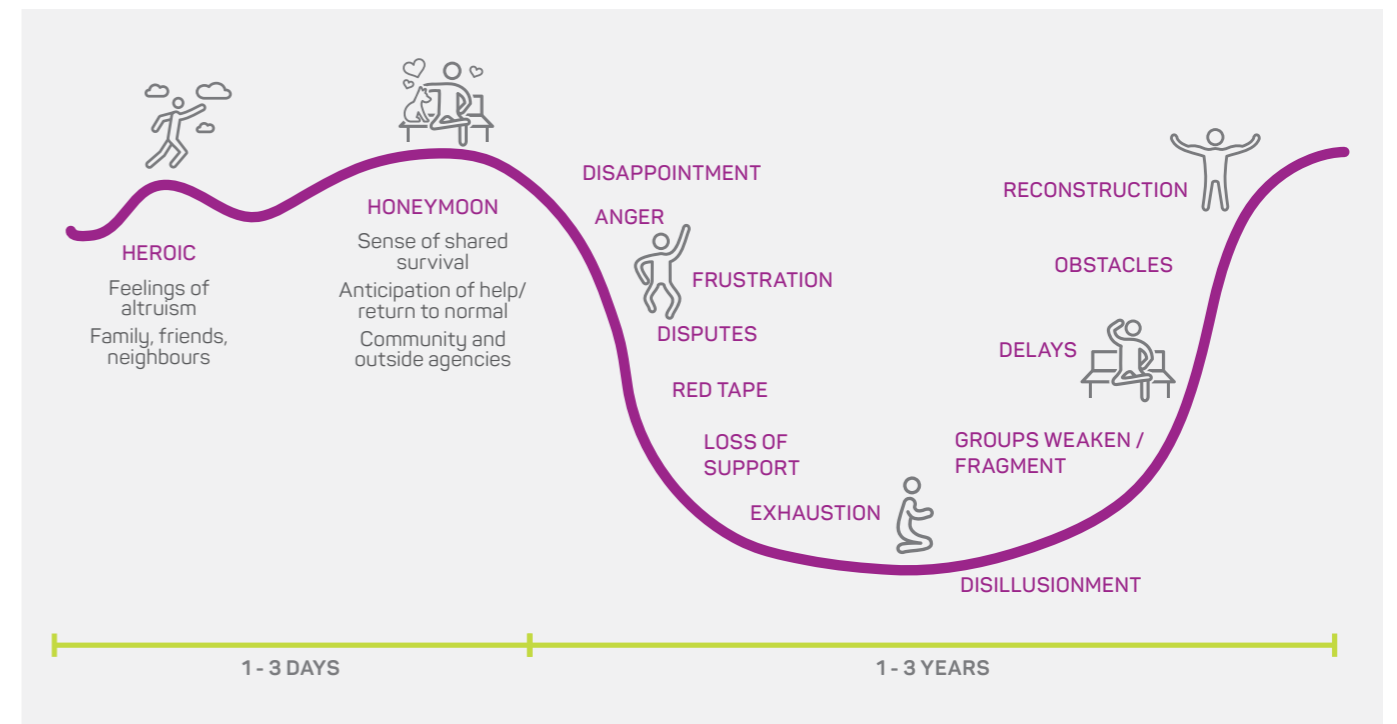 HEROIC
Feelings of
altruism
Family, friends,
neighbours
HONEYMOON
Sense of shared
survival
Anticipation of help/
return to normal
Community and
outside agencies
DISAPPOINTMENT
ANGER
FRUSTRATION
DISPUTES
RED TAPE
LOSS OF
SUPPORT
EXHAUSTION
DISILLUSIONMENT
GROUPS WEAKEN /
FRAGMENT
DELAYS
OBSTACLES
RECONSTRUCTION
1 - 3 DAYS
1 - 3 YEARS